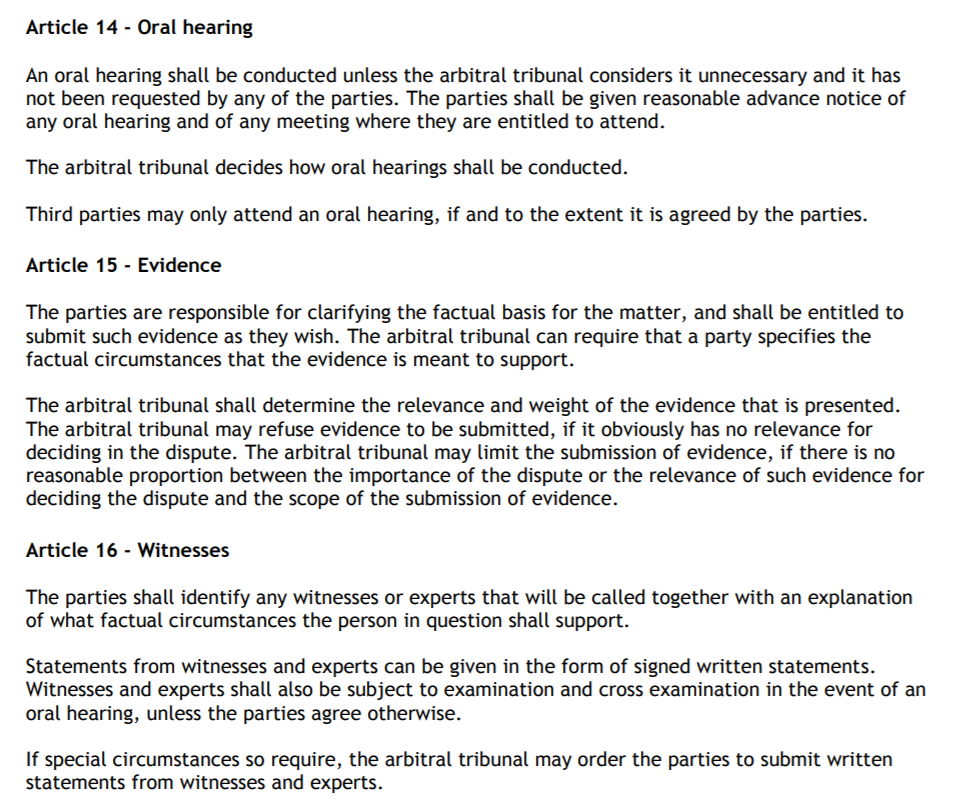 Article 14 - Oral hearing
An oral hearing shall be conducted unless the arbitral tribunal considers it unnecessary and it has
not been requested by any of the parties. The parties shall be given reasonable advance notice of
any oral hearing and of any meeting where they are entitled to attend.
The arbitral tribunal decides how oral hearings shall be conducted.
Third parties may only attend an oral hearing, if and to the extent it is agreed by the parties.
Article 15 - Evidence
The parties are responsible for clarifying the factual basis for the matter, and shall be entitled to
submit such evidence as they wish. The arbitral tribunal can require that a party specifies the
factual circumstances that the evidence is meant to support.
The arbitral tribunal shall determine the relevance and weight of the evidence that is presented.
The arbitral tribunal may refuse evidence to be submitted, if it obviously has no relevance for
deciding in the dispute. The arbitral tribunal may limit the submission of evidence, if there is no
reasonable proportion between the importance of the dispute or the relevance of such evidence for
deciding the dispute and the scope of the submission of evidence.
Article 16 - Witnesses
The parties shall identify any witnesses or experts that will be called together with an explanation
of what factual circumstances the person in question shall support.
Statements from witnesses and experts can be given in the form of signed written statements.
Witnesses and experts shall also be subject to examination and cross examination in the event of an
oral hearing, unless the parties agree otherwise.
If special circumstances so require, the arbitral tribunal may order the parties to submit written
statements from witnesses and experts.